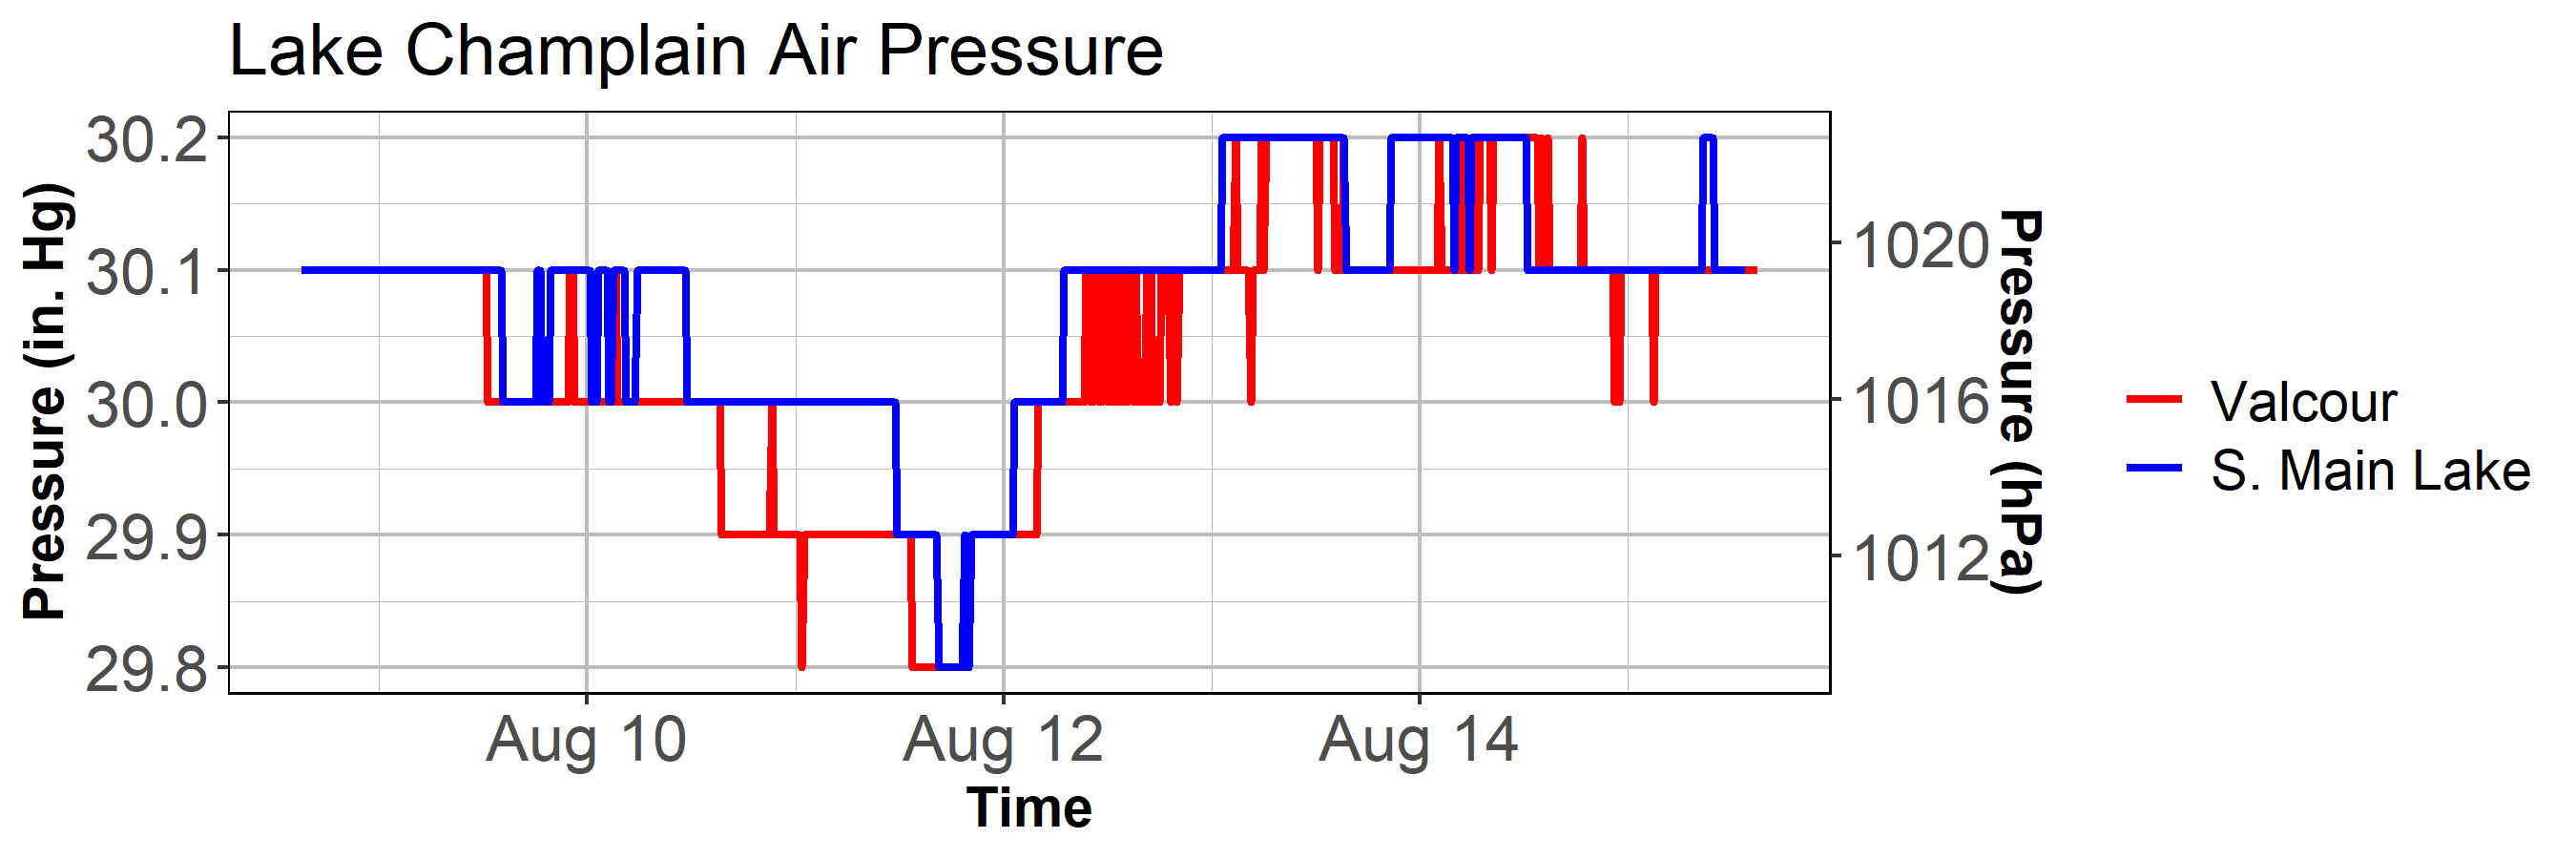 Lake Champlain Air Pressure
30.2
30.1
30.0
29.9
29.8
Pressure (in. Hg)
1020
1016
1012
Pressure (hPa)
Aug 10
Aug 12
Aug 14
Time
Valcour
S. Main Lake